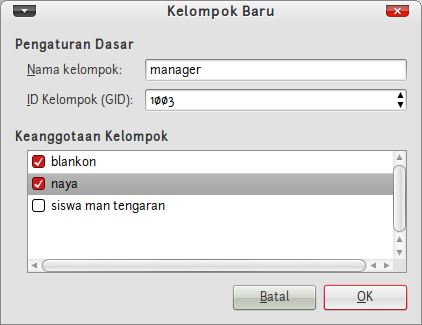 Kelompok Baru
Pengaturan Dasar
Nama kelompok: manager
ID Kelompok (GID): 1003
Keanggotaan Kelompok
blankon
naya
siswa man tengaran
Batal OK